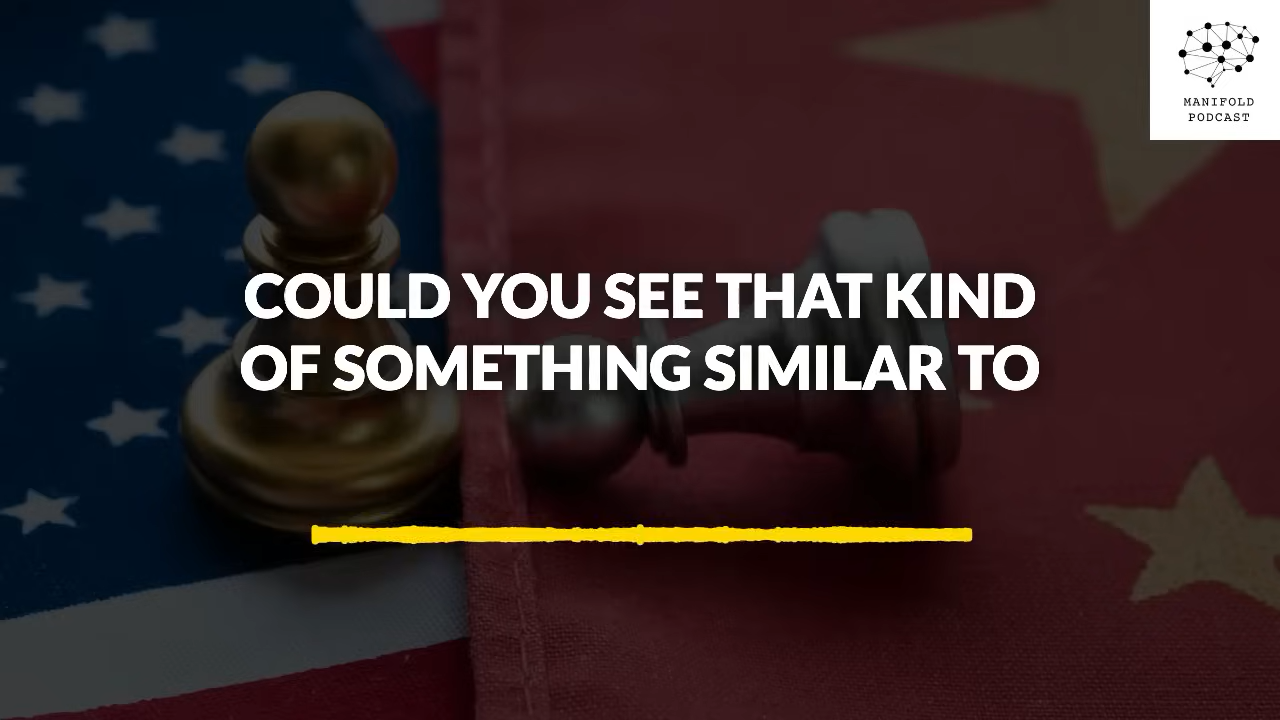 MANIFOLD
PODCAST
COULD YOU SEE THAT KIND
OF SOMETHING SIMILAR TO